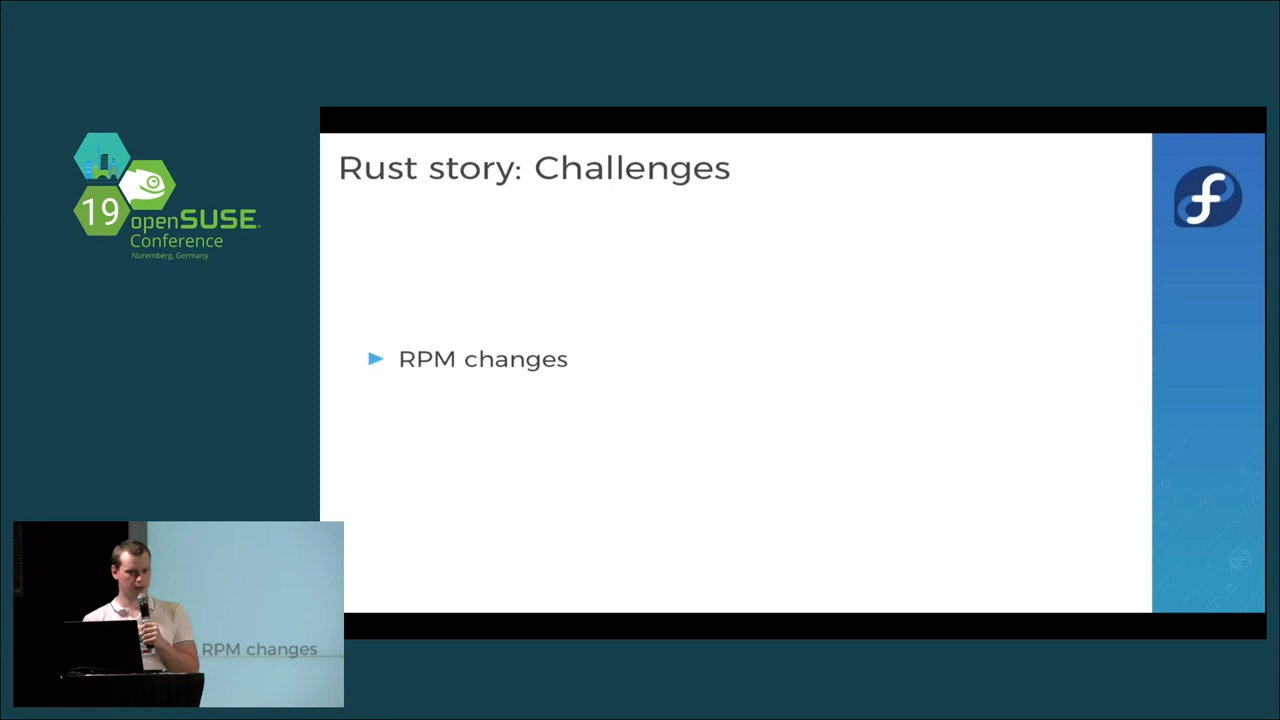 Rust story: Challenges
19
openSUSE
Conference
Nuremberg, Germany
RPM changes
RPM changes